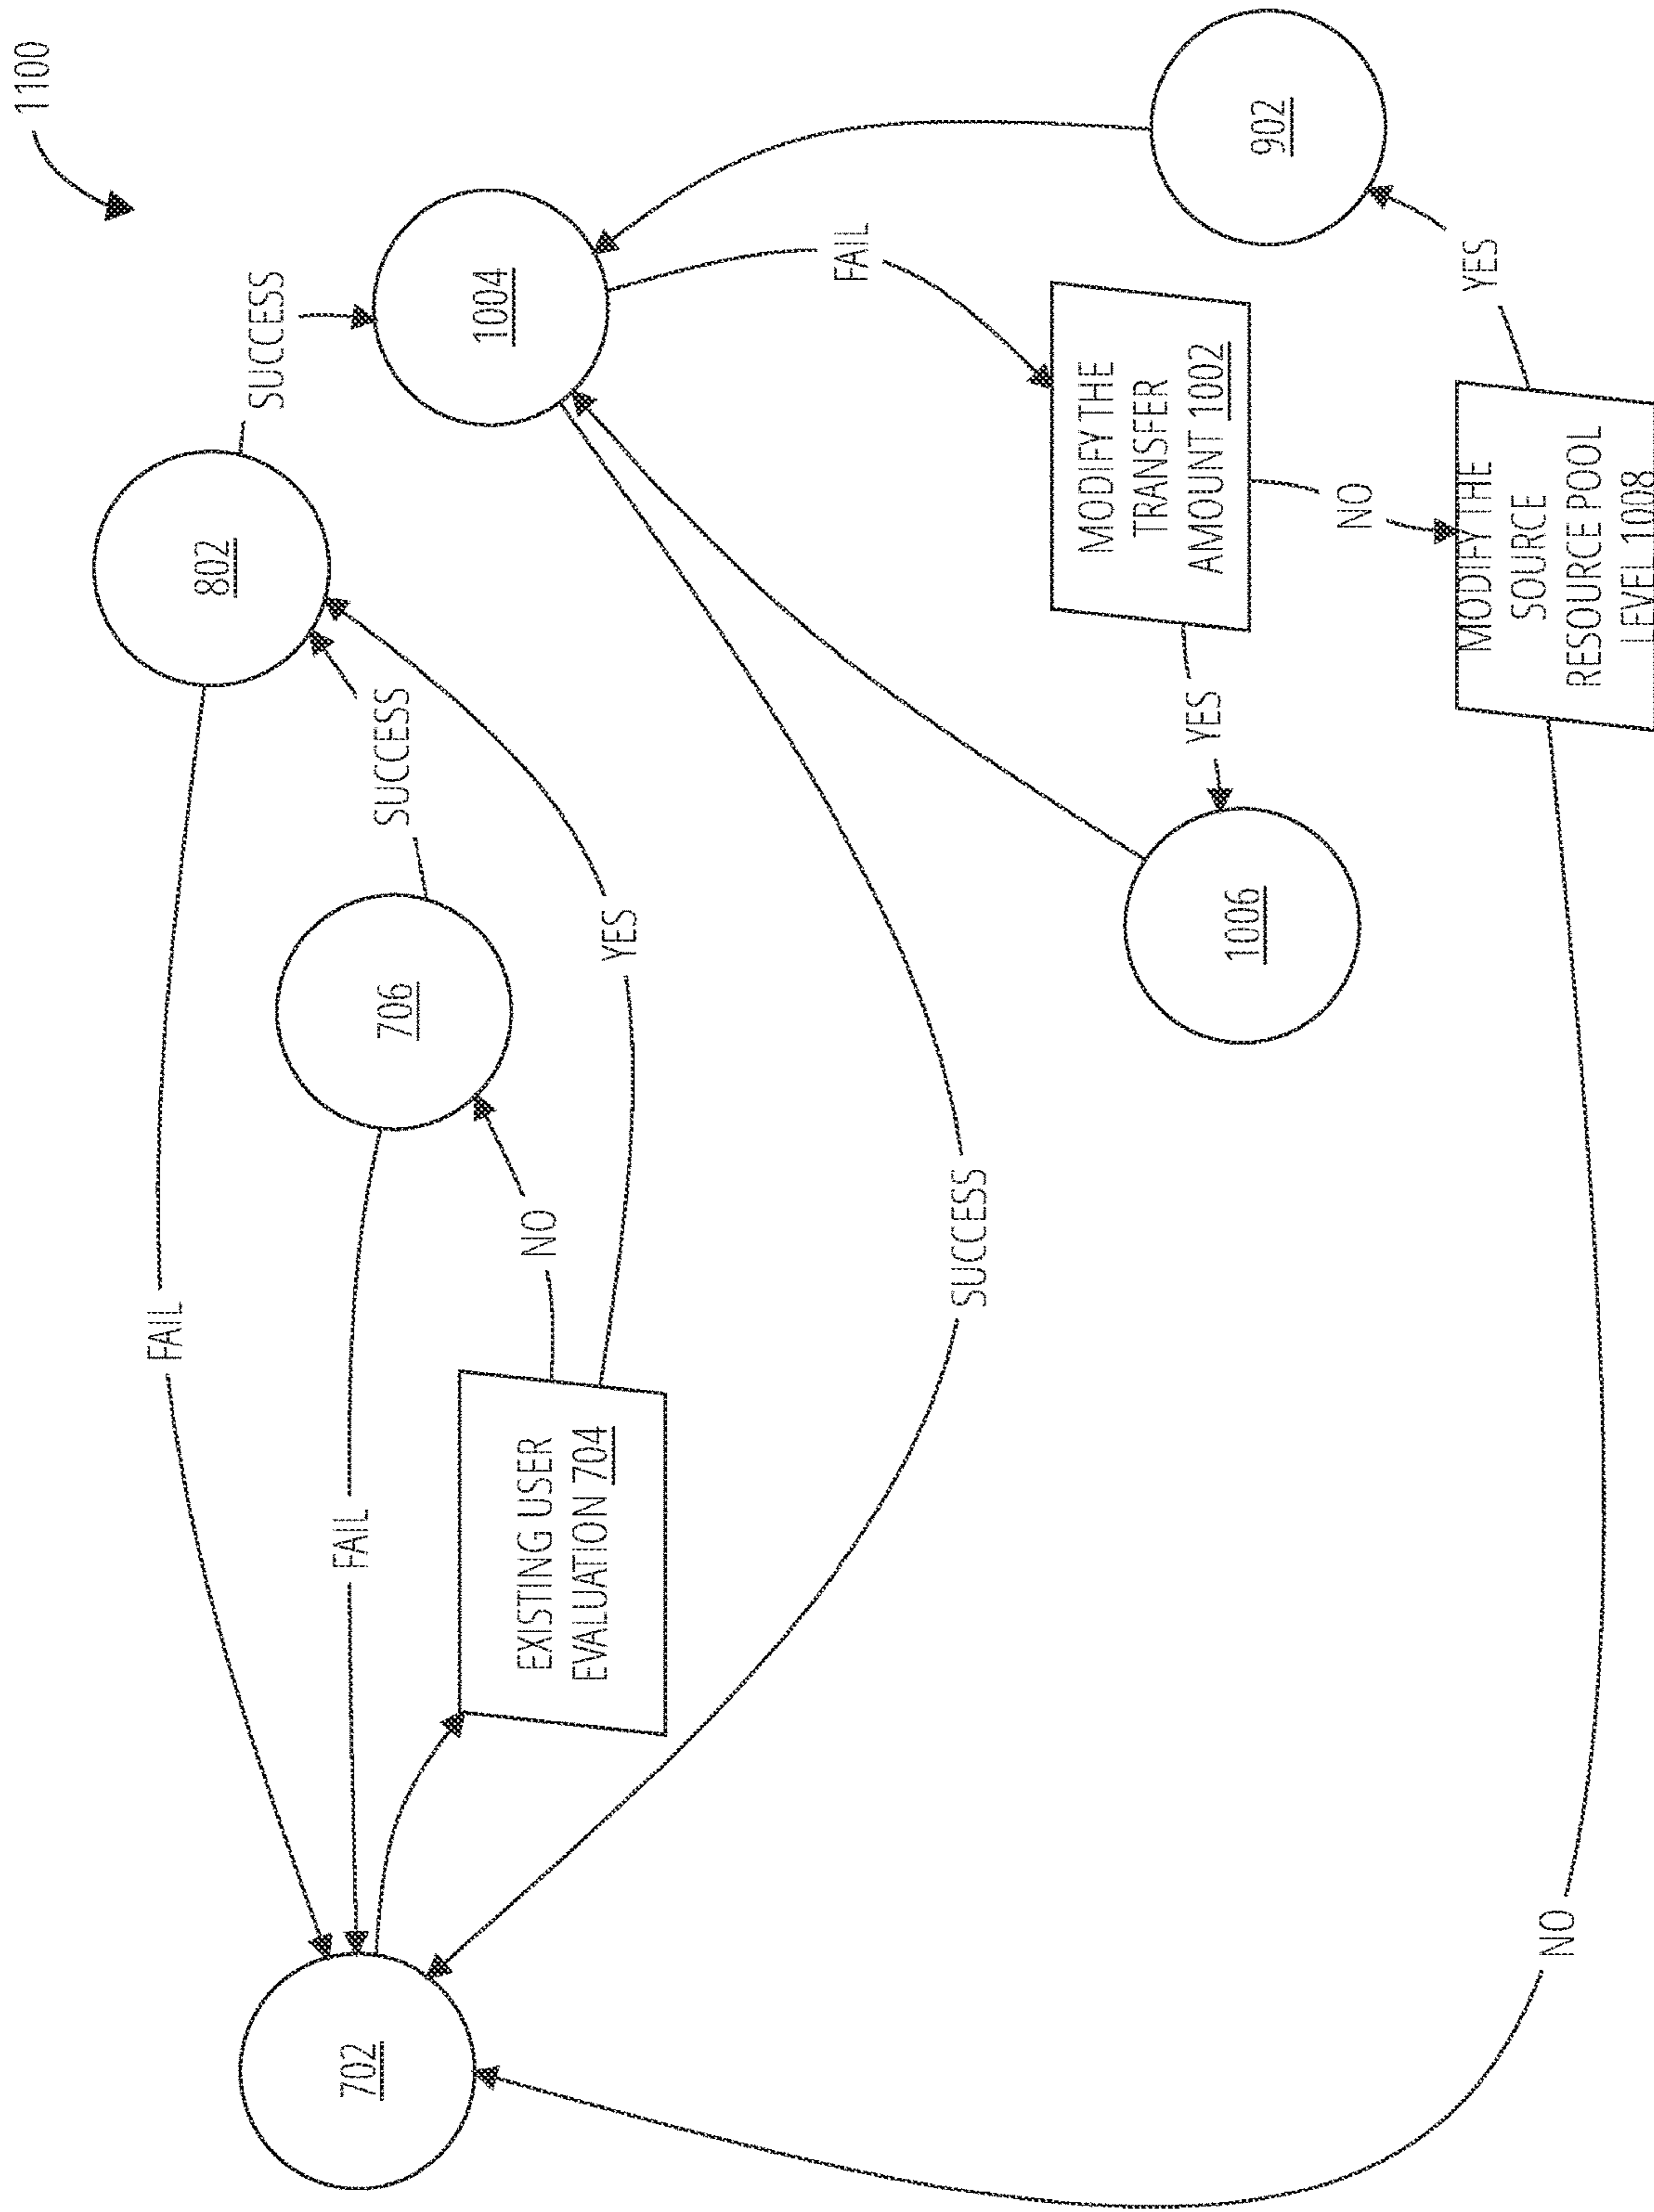 1100
FAIL
802
SUCCESS
702
FAIL
706
SUCCESS
1004
EXISTING USER
EVALUATION 704
NO
YES
FAIL
SUCCESS
MODIFY THE
TRANSFER
AMOUNT 1002
YES
1006
902
NO
YES
MODIFY THE
SOURCE
RESOURCE POOL
LEVEL 1008
NO